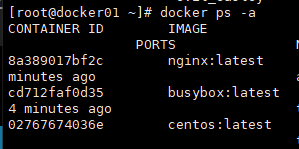 [root@docker01 ~]# docker ps -a
CONTAINER ID IMAGE
PORTS
8a389017bf2c nginx:latest
minutes ago
cd712faf0d35 busybox:latest
4 minutes ago
02767674036e centos:latest